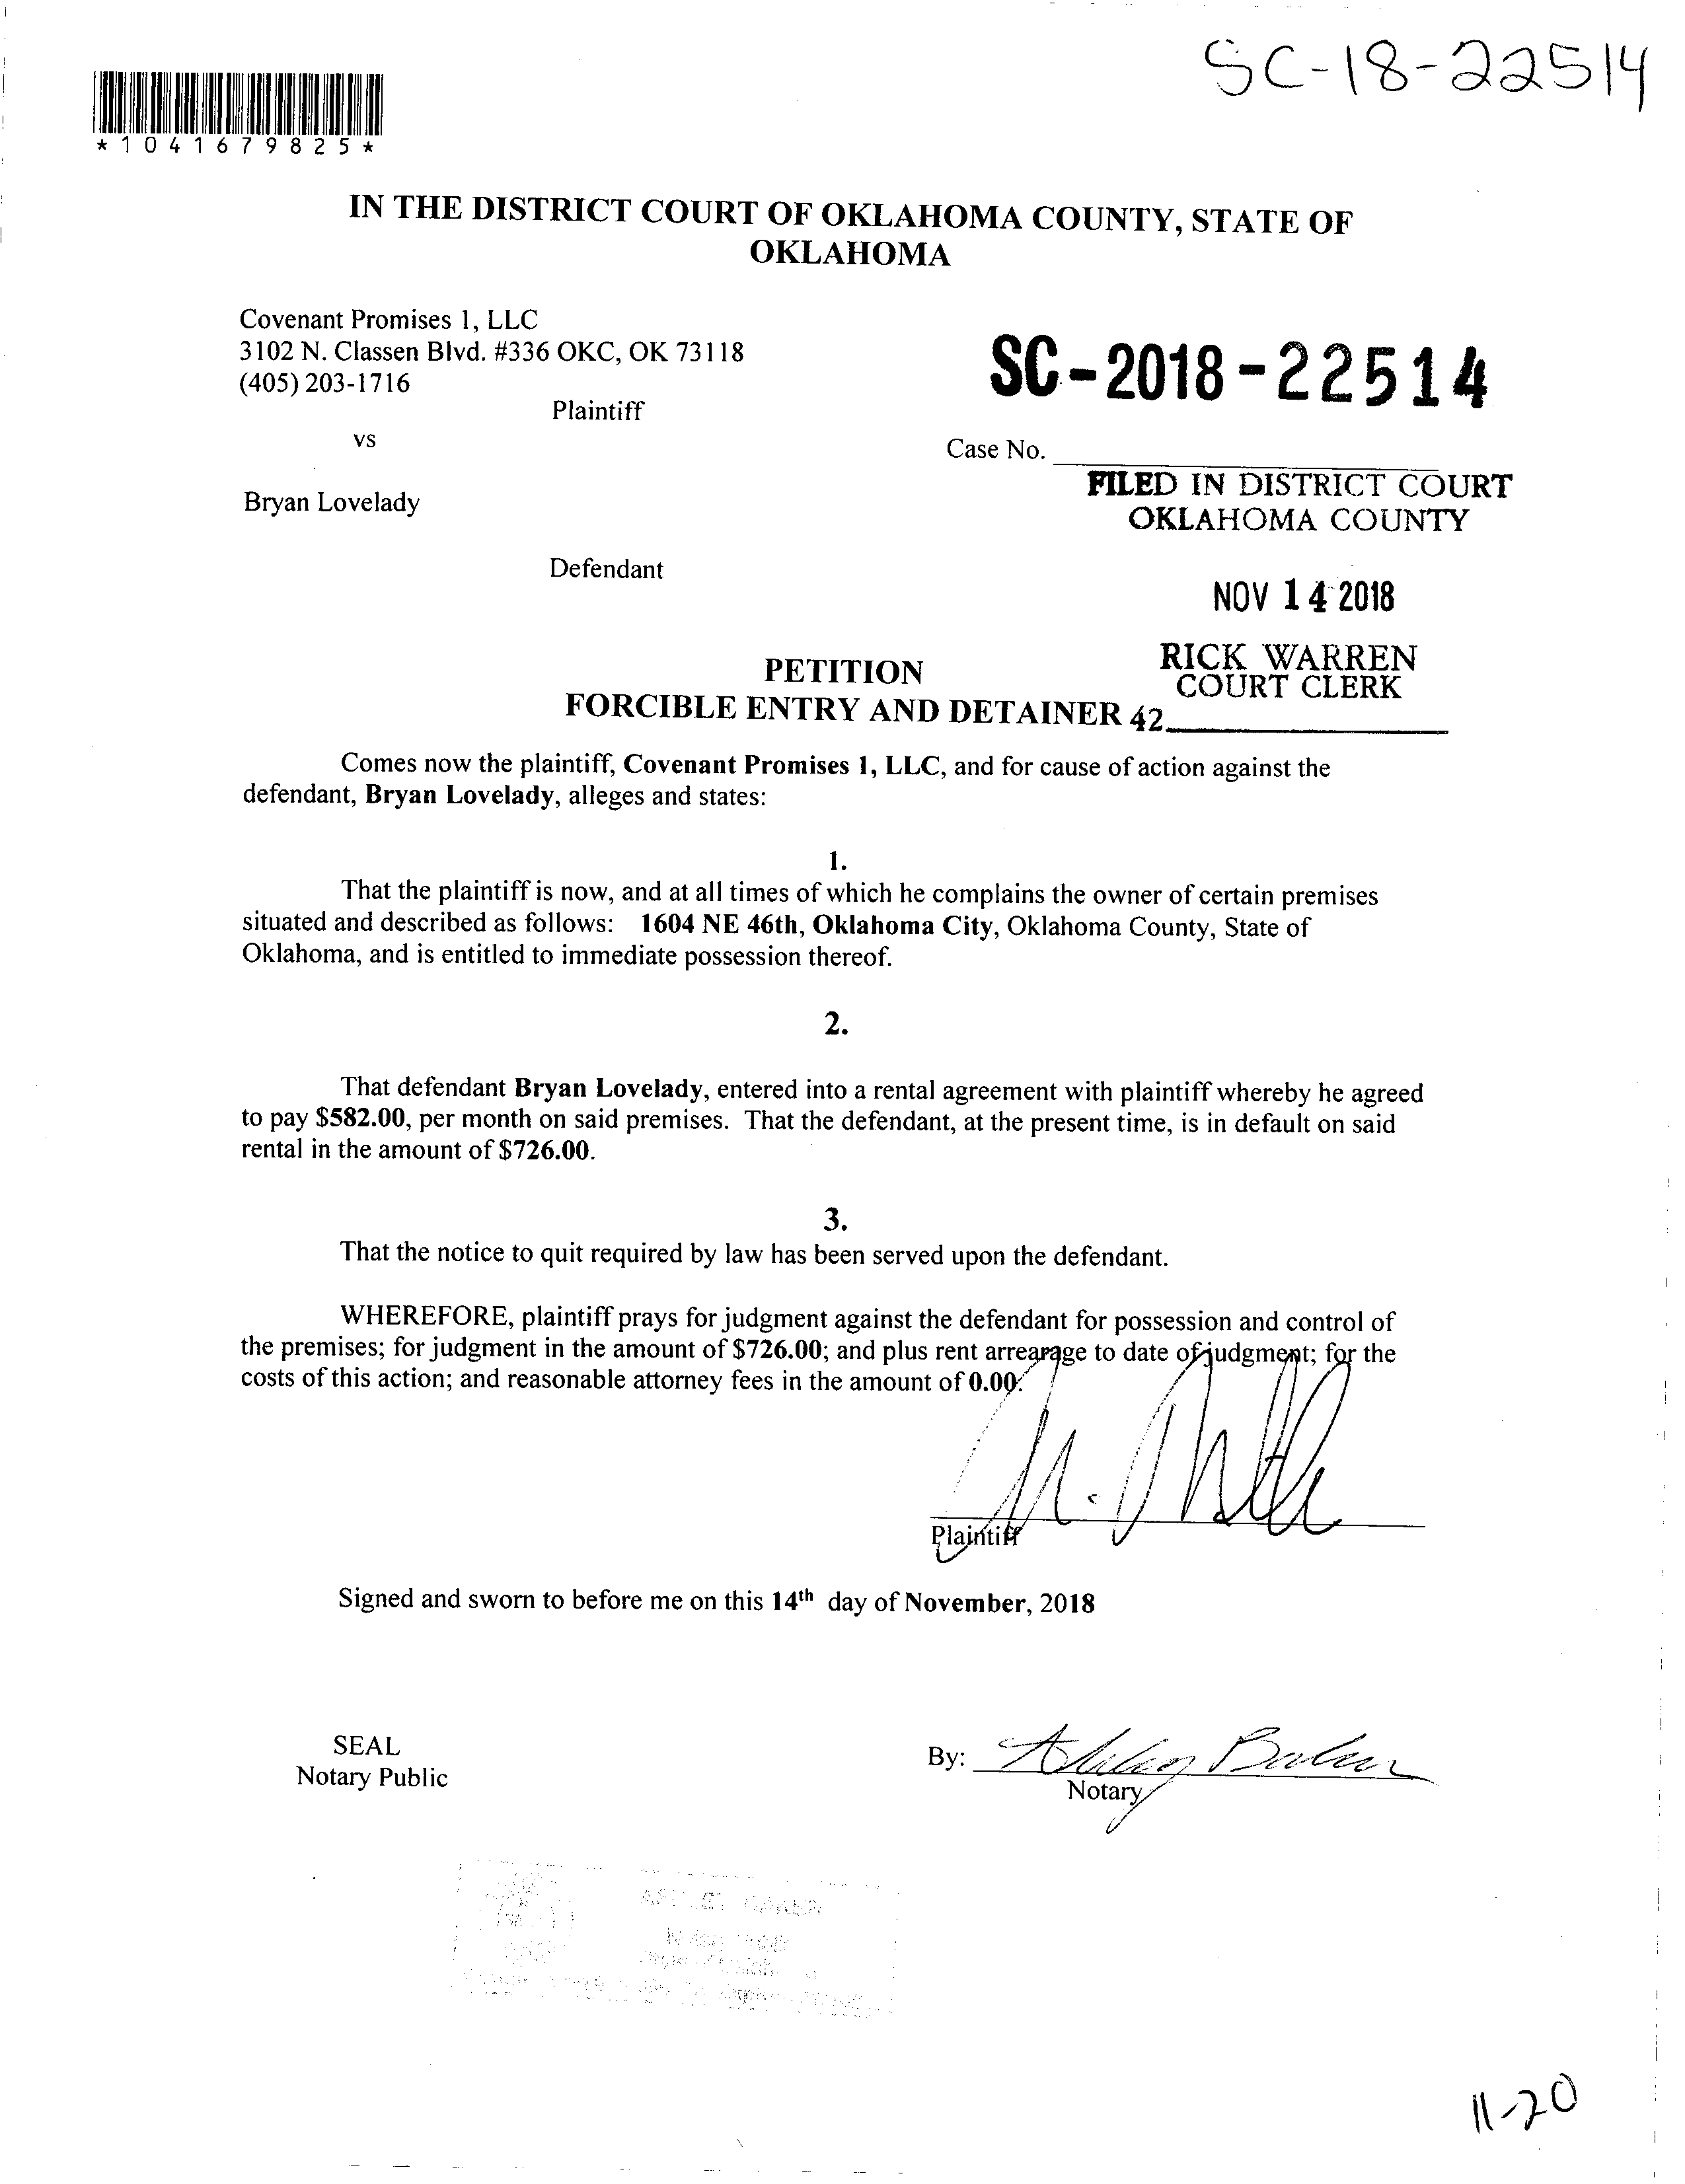 SC-18-22514
*1041679825*
IN THE DISTRICT COURT OF OKLAHOMA COUNTY, STATE OF
OKLAHOMA
Covenant Promises 1, LLC
3102 N. Classen Blvd. #336 OKC, OK 73118
(405) 203-1716
Plaintiff
vs
SC-2018-22514
Case No.
Bryan Lovelady
FILED IN DISTRICT COURT
OKLAHOMA COUNTY
Defendant
NOV 14 2018
RICK WARREN
COURT CLERK
PETITION
FORCIBLE ENTRY AND DETAINER 42
Comes now the plaintiff, Covenant Promises 1, LLC, and for cause of action against the
defendant, Bryan Lovelady, alleges and states:
1.
That the plaintiff is now, and at all times of which he complains the owner of certain premises
situated and described as follows: 1604 NE 46th, Oklahoma City, Oklahoma County, State of
Oklahoma, and is entitled to immediate possession thereof.
2.
That defendant Bryan Lovelady, entered into a rental agreement with plaintiff whereby he agreed
to pay $582.00, per month on said premises. That the defendant, at the present time, is in default on said
rental in the amount of $726.00.
3.
That the notice to quit required by law has been served upon the defendant.
WHEREFORE, plaintiff prays for judgment against the defendant for possession and control of
the premises; for judgment in the amount of $726.00; and plus rent arrearage to date of judgment; for the
costs of this action; and reasonable attorney fees in the amount of 0.00.
Plaintiff
Signed and sworn to before me on this 14th day of November, 2018
SEAL
Notary Public
By:
Notary
11-20